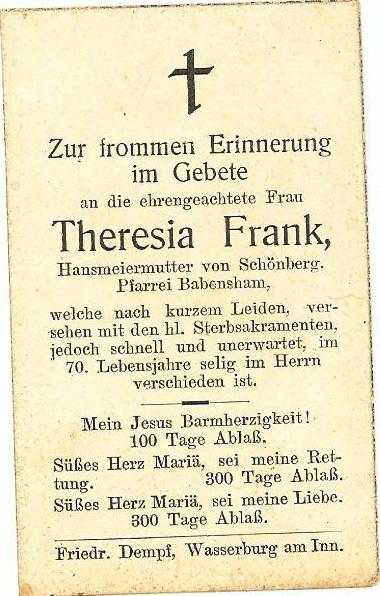 Zur frommen Erinnerung
im Gebete
an die ehrengeachtete Frau
Theresia Frank,
Hansmeiermutter von Schönberg.
Pfarrei Babensham,
welche nach kurzem Leiden, ver-
sehen mit den hl. Sterbsakramenten,
jedoch schnell und unerwartet, im
70. Lebensjahre selig im Herrn
verschieden ist.
Mein Jesus Barmherzigkeit!
100 Tage Ablaß.
Süßes Herz Mariä, sei meine Ret-
tung. 300 Tage Ablaß.
Süßes Herz Mariä, sei meine Liebe.
300 Tage Ablaß.
Friedr. Dempf, Wasserburg am Inn.